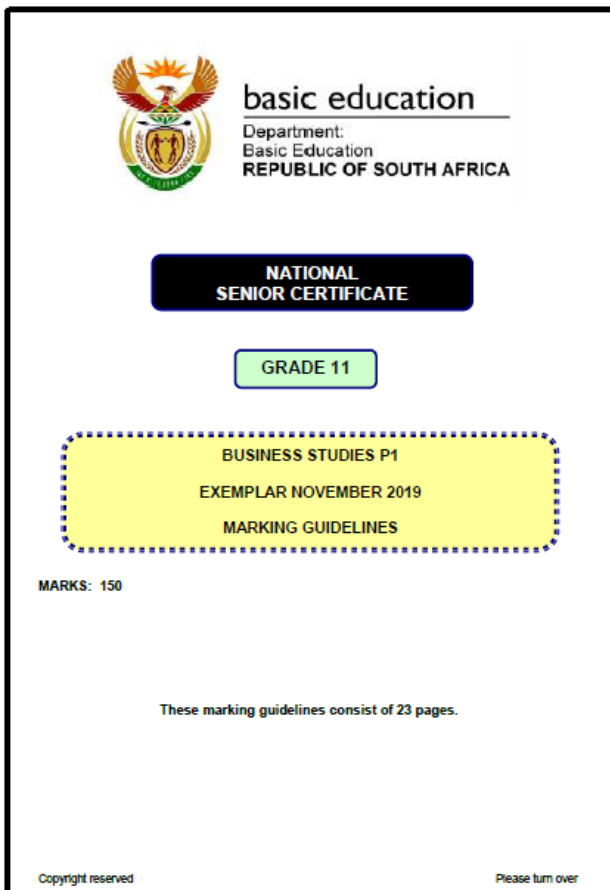 basic education
Department:
Basic Education
REPUBLIC OF SOUTH AFRICA
NATIONAL
SENIOR CERTIFICATE
GRADE 11
BUSINESS STUDIES P1
EXEMPLAR NOVEMBER 2019
MARKING GUIDELINES
MARKS: 150
These marking guidelines consist of 23 pages.
Copyright reserved
Please turn over